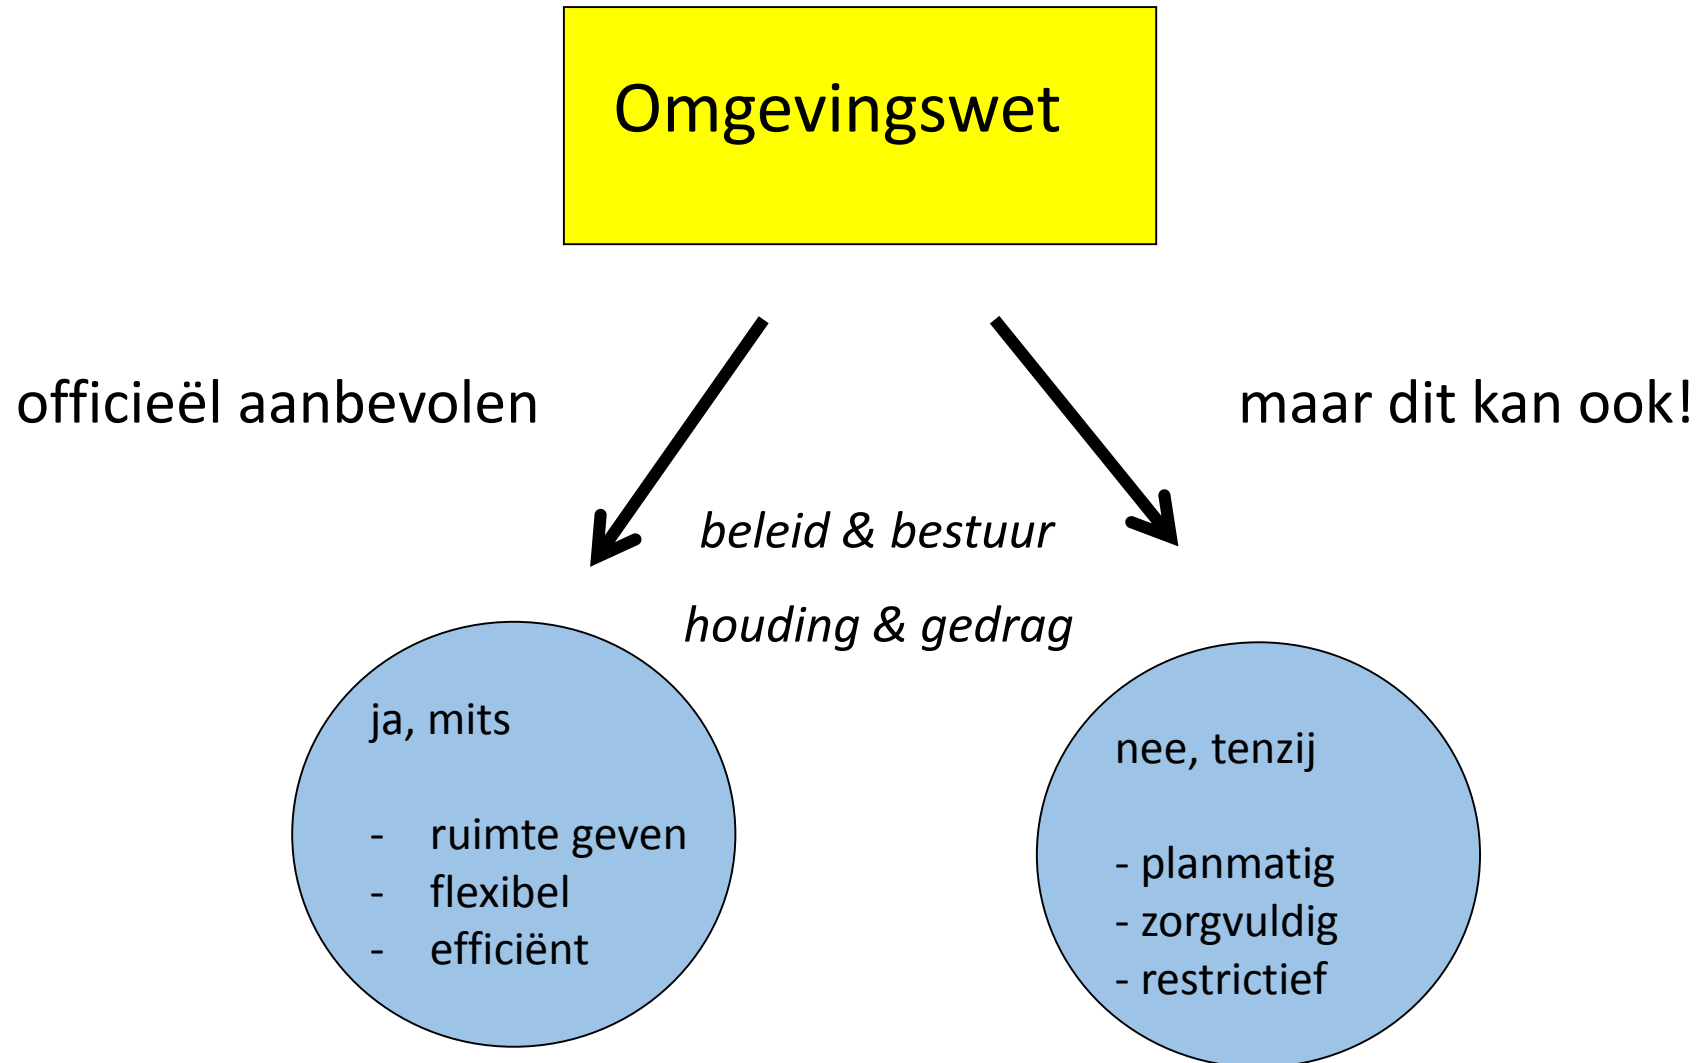 Omgevingswet
officieël aanbevolen
maar dit kan ook!
beleid & bestuur
houding & gedrag
ja, mits
- ruimte geven
- flexibel
- efficiënt
nee, tenzij
- planmatig
- zorgvuldig
- restrictief